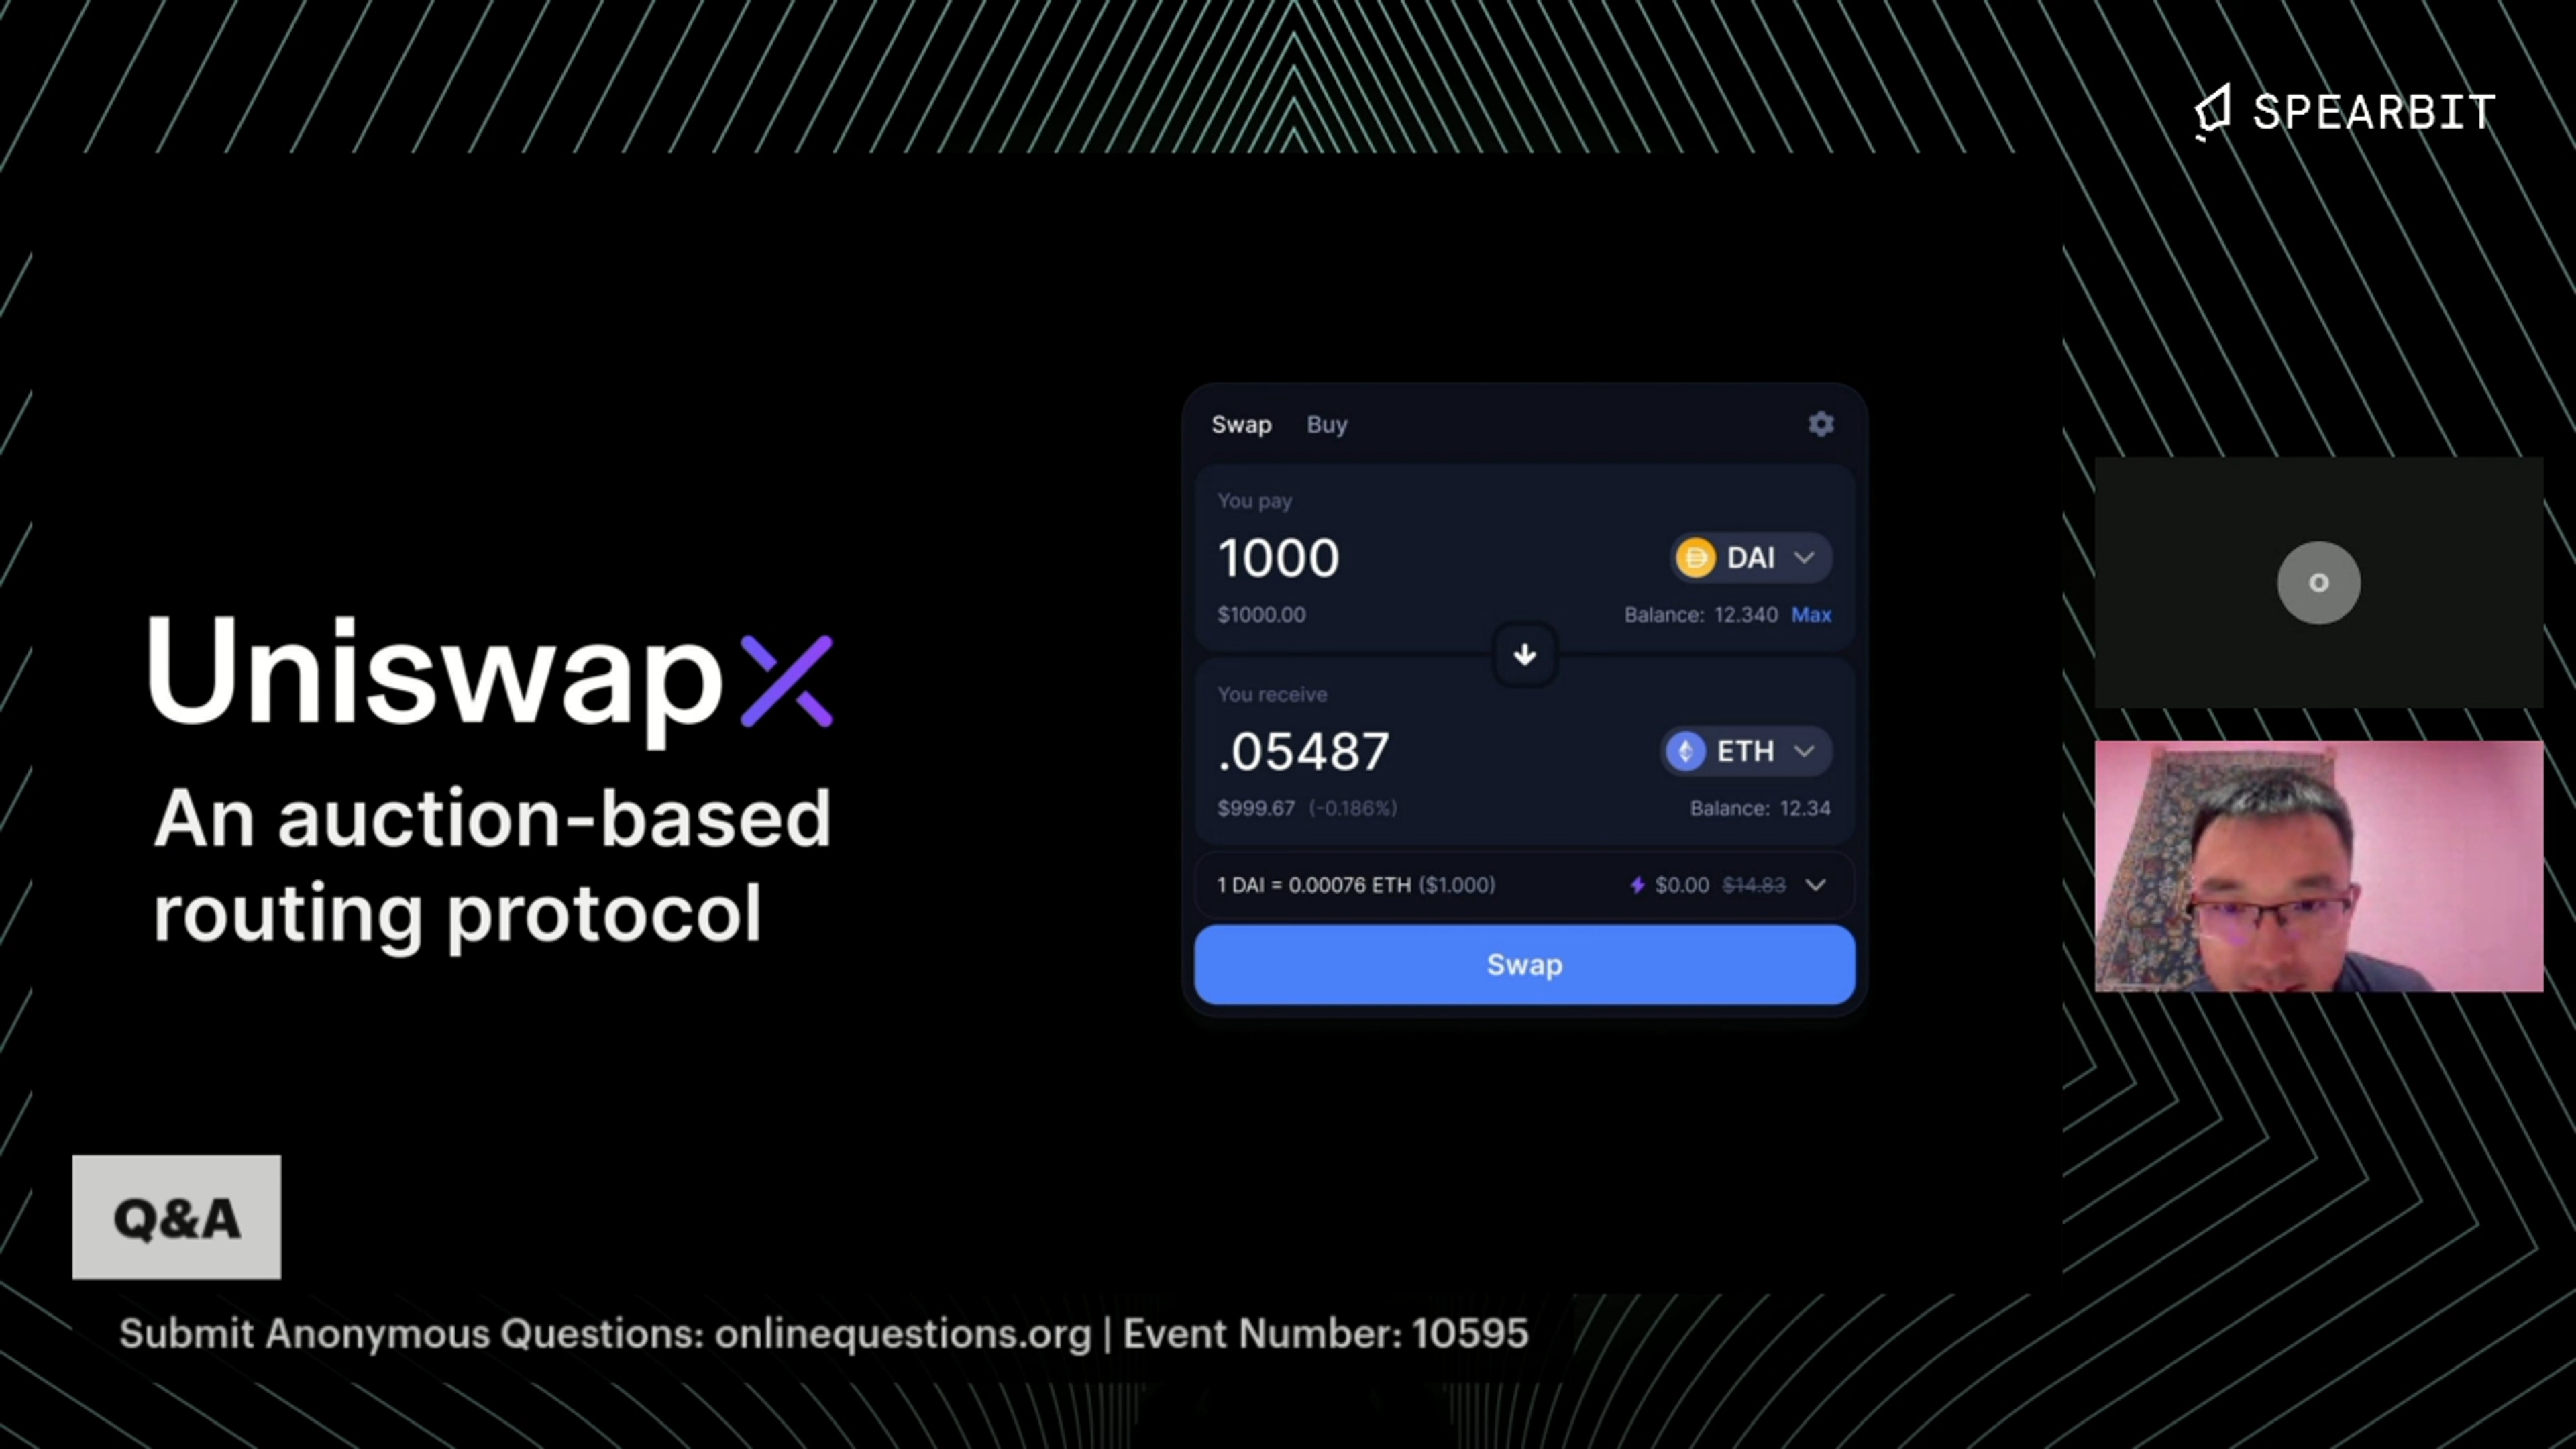 SPEARBIT
Swap Buy
You pay
1000 DAI
$1000.00 Balance: 12.340 Max
You receive
.05487 ETH
$999.67 (-0.186%) Balance: 12.34
1 DAI = 0.00076 ETH ($1.000) $0.00 $14.83
Swap
Uniswap
An auction-based
routing protocol
O
Q&A
Submit Anonymous Questions: onlinequestions.org | Event Number: 10595